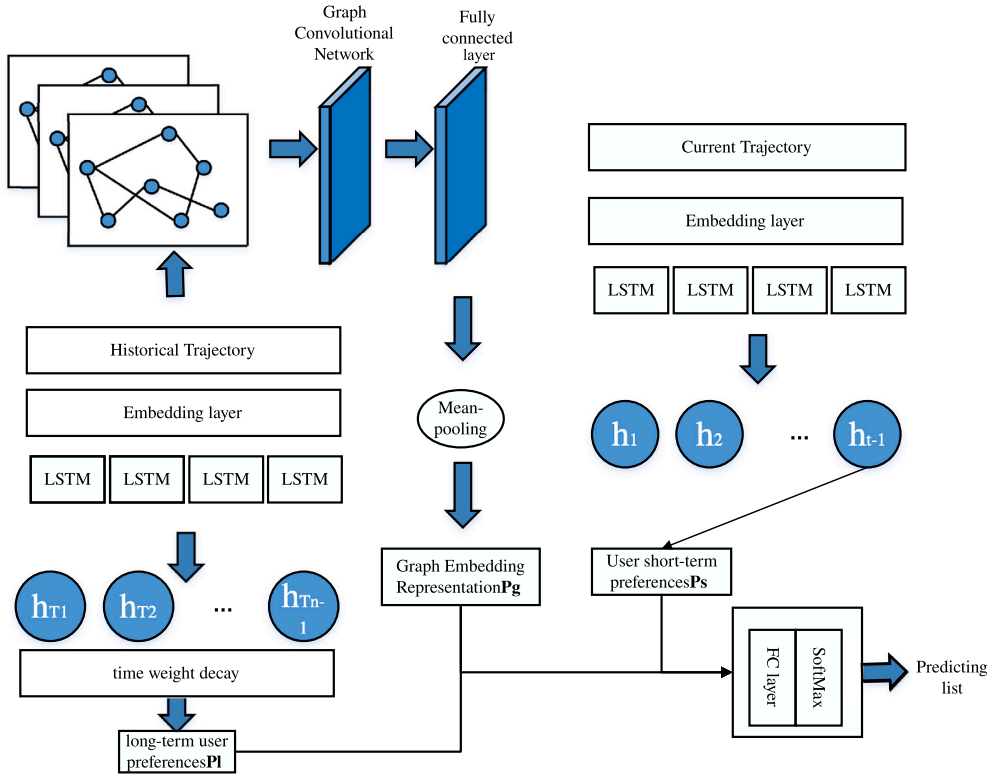 Graph
Convolutional
Network
Fully
connected
layer
Current Trajectory
Embedding layer
LSTM LSTM LSTM LSTM
Historical Trajectory
Embedding layer
LSTM LSTM LSTM LSTM
Mean-
pooling
h1 h2 ... ht-1
Graph Embedding
RepresentationPg
User short-term
preferencesPs
hT1 hT2 ... hTn-
1
time weight decay
FC layer
SoftMax
Predicting
list
long-term user
preferencesPl